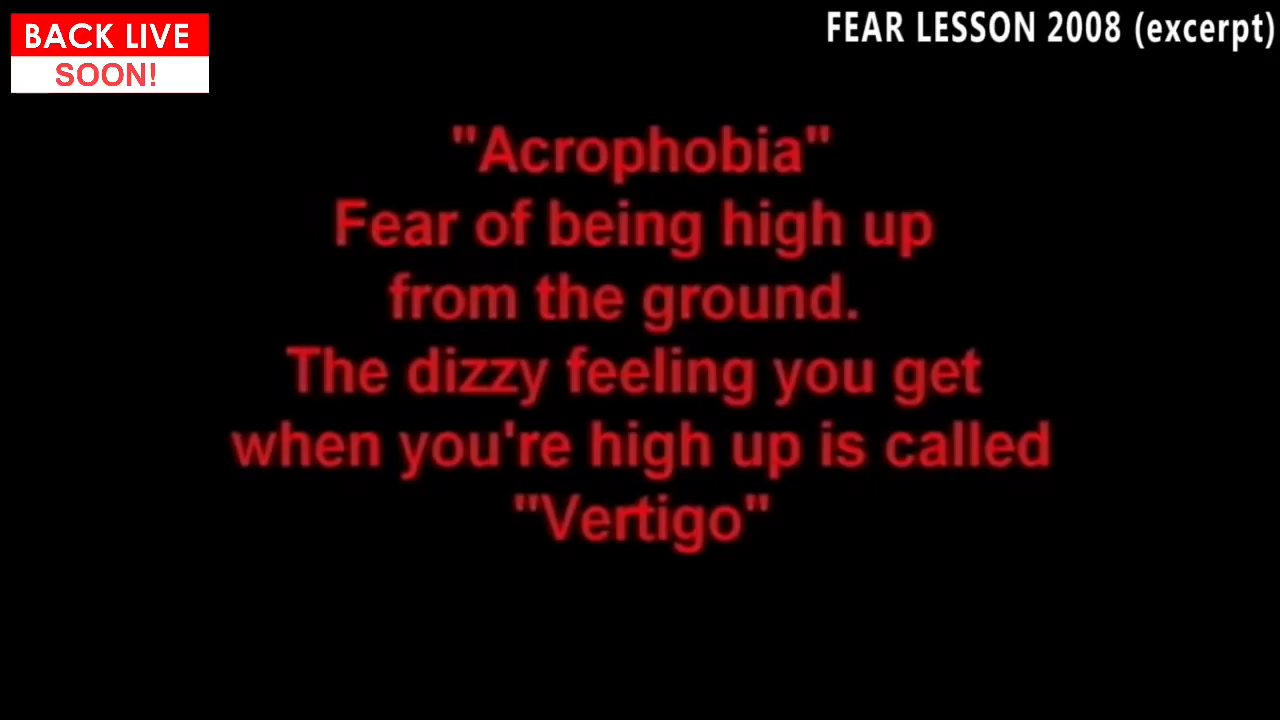 BACK LIVE
SOON!
FEAR LESSON 2008 (excerpt)
"Acrophobia"
Fear of being high up
from the ground.
The dizzy feeling you get
when you're high up is called
"Vertigo"